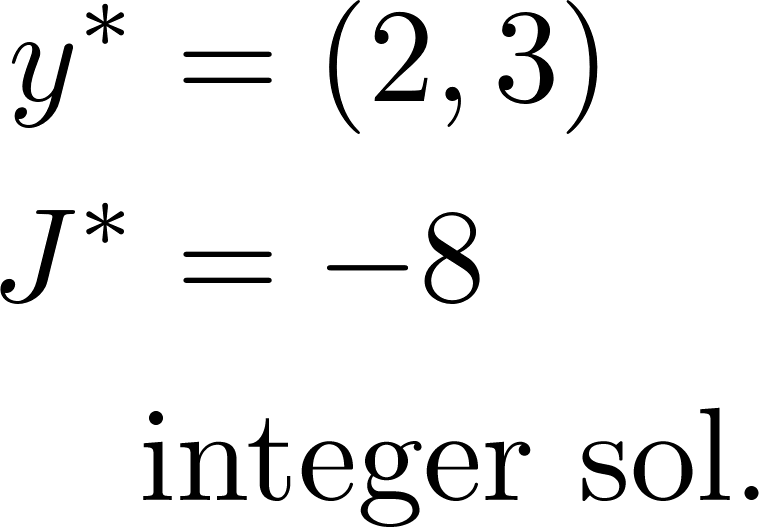 y* = (2, 3)
J* = −8
integer sol.